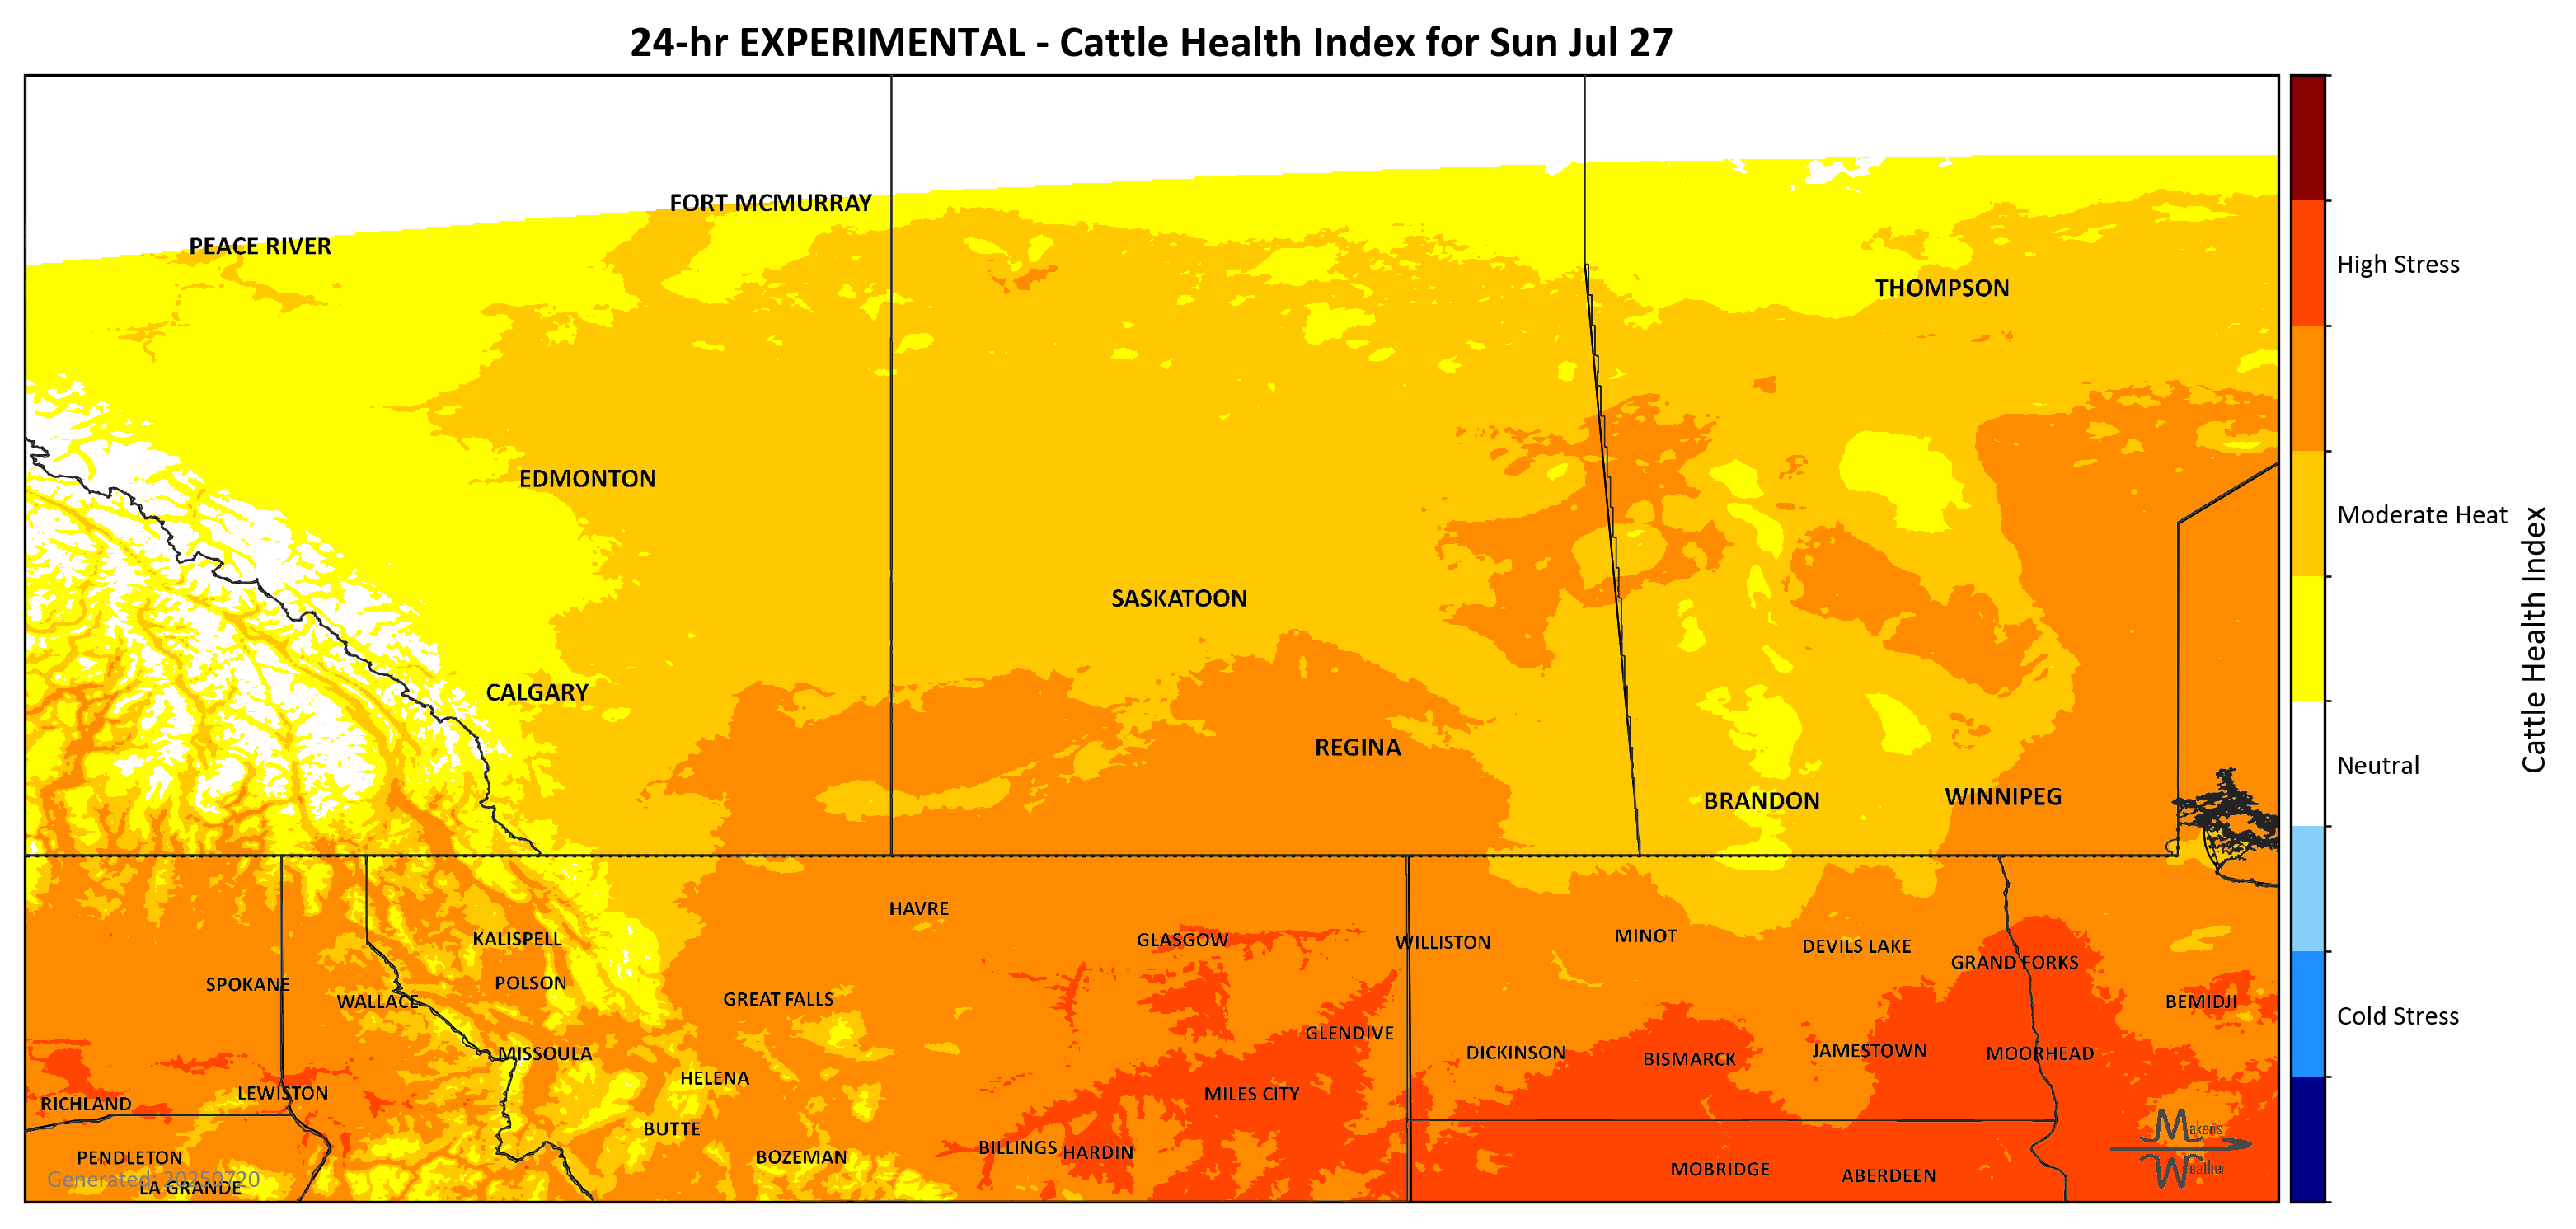 24-hr EXPERIMENTAL - Cattle Health Index for Sun Jul 27
FORT MCMURRAY
PEACE RIVER
THOMPSON
EDMONTON
SASKATOON
CALGARY
REGINA
BRANDON
WINNIPEG
HAVRE
KALISPELL
GLASGOW
WILLISTON
MINOT
DEVILS LAKE
GRAND FORKS
SPOKANE
POLSON
WALLACE
GREAT FALLS
BEMIDJI
GLENDIVE
MISSOULA
DICKINSON
BISMARCK
JAMESTOWN
MOORHEAD
HELENA
LEWISTON
MILES CITY
RICHLAND
BUTTE
BILLINGS
HARDIN
PENDLETON
BOZEMAN
MOBRIDGE
ABERDEEN
LA GRANDE
Generated: 20250720
Makens
Weather
High Stress
Moderate Heat
Neutral
Cold Stress
Cattle Health Index